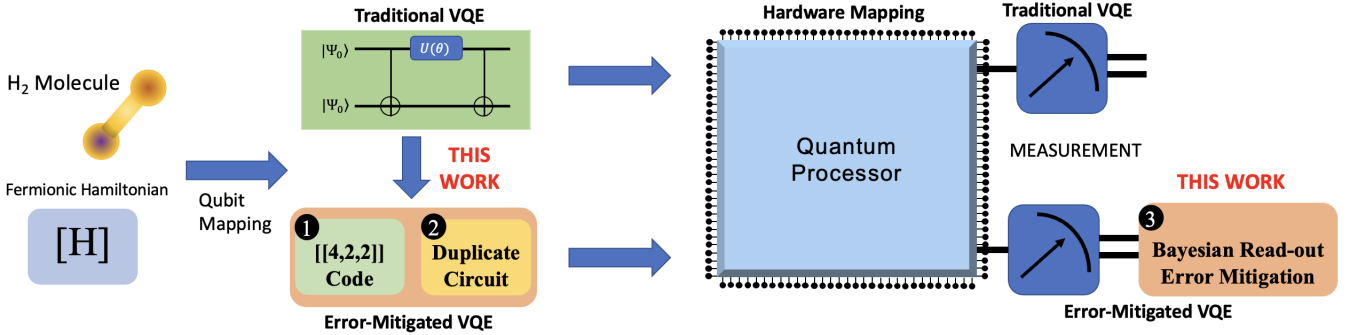 Traditional VQE
|Ψ₀⟩
U(θ)
|Ψ₀⟩
H₂ Molecule
Fermionic Hamiltonian
[H]
Qubit
Mapping
THIS
WORK
1
[[4,2,2]]
Code
2
Duplicate
Circuit
Error-Mitigated VQE
Hardware Mapping
Quantum
Processor
Traditional VQE
MEASUREMENT
THIS WORK
3
Bayesian Read-out
Error Mitigation
Error-Mitigated VQE